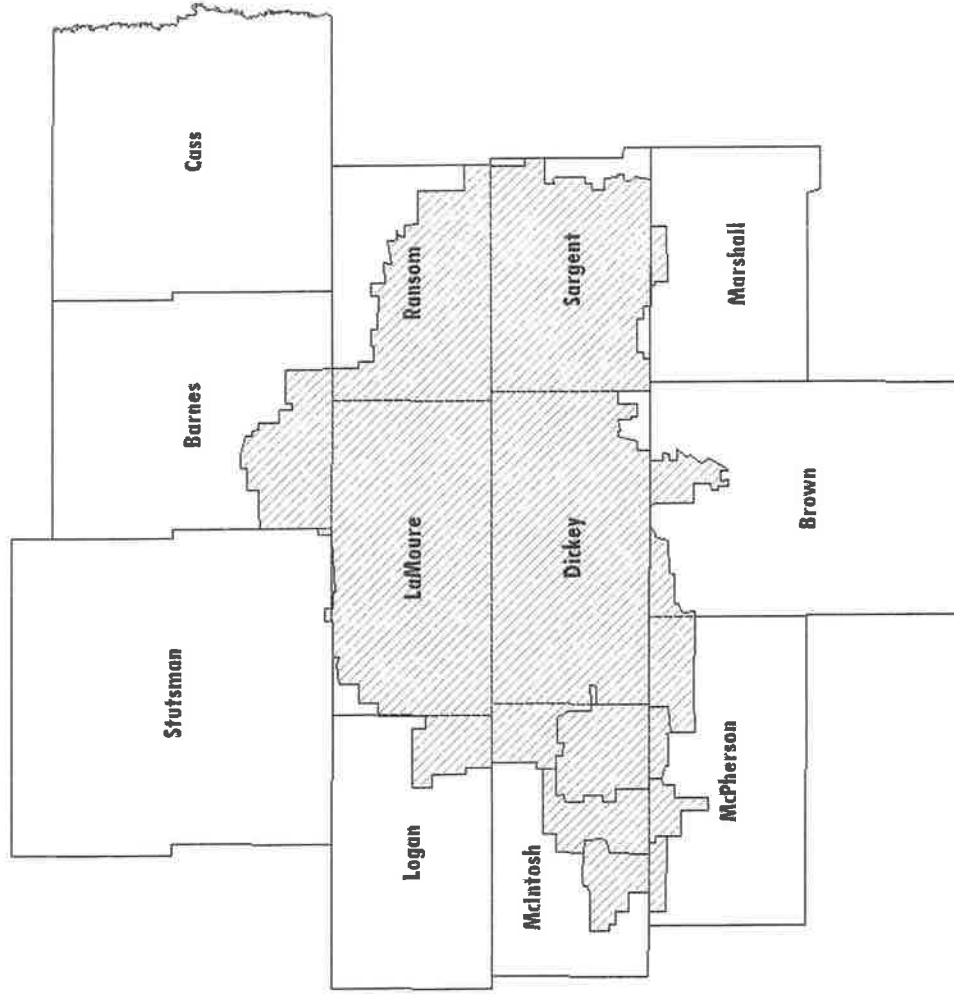 Stutsman
Barnes
Cass
Logan
LaMoure
Ransom
McIntosh
Dickey
Sargent
McPherson
Brown
Marshall